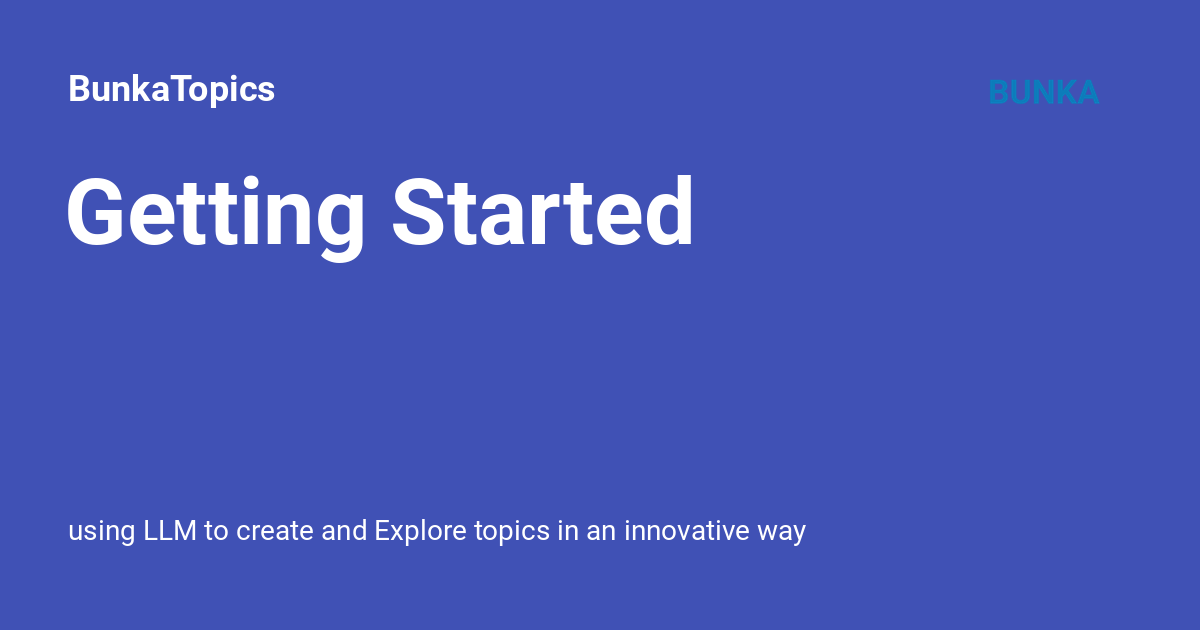 BunkaTopics
BUNKA
Getting Started
using LLM to create and Explore topics in an innovative way